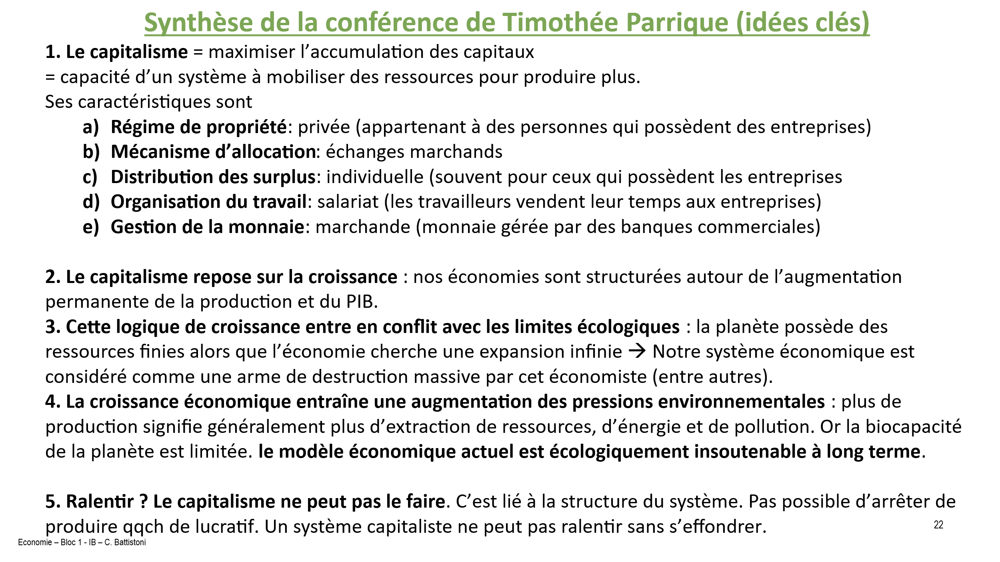 Synthèse de la conférence de Timothée Parrique (idées clés)
1. Le capitalisme = maximiser l’accumulation des capitaux
= capacité d’un système à mobiliser des ressources pour produire plus.
Ses caractéristiques sont
a) Régime de propriété: privée (appartenant à des personnes qui possèdent des entreprises)
b) Mécanisme d’allocation: échanges marchands
c) Distribution des surplus: individuelle (souvent pour ceux qui possèdent les entreprises
d) Organisation du travail: salariat (les travailleurs vendent leur temps aux entreprises)
e) Gestion de la monnaie: marchande (monnaie gérée par des banques commerciales)
2. Le capitalisme repose sur la croissance : nos économies sont structurées autour de l’augmentation
permanente de la production et du PIB.
3. Cette logique de croissance entre en conflit avec les limites écologiques : la planète possède des
ressources finies alors que l’économie cherche une expansion infinie → Notre système économique est
considéré comme une arme de destruction massive par cet économiste (entre autres).
4. La croissance économique entraîne une augmentation des pressions environnementales : plus de
production signifie généralement plus d’extraction de ressources, d’énergie et de pollution. Or la biocapacité
de la planète est limitée. le modèle économique actuel est écologiquement insoutenable à long terme.
5. Ralentir ? Le capitalisme ne peut pas le faire. C’est lié à la structure du système. Pas possible d’arrêter de
produire qqch de lucratif. Un système capitaliste ne peut pas ralentir sans s’effondrer.
22
Economie – Bloc 1 - IB – C. Battistoni